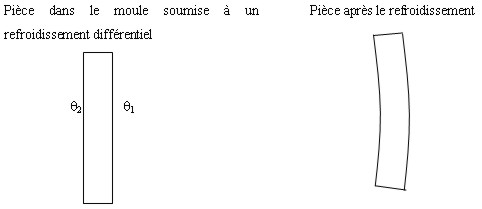 Pièce dans le moule soumise à un
refroidissement différentiel
Pièce après le refroidissement
θ2 θ1